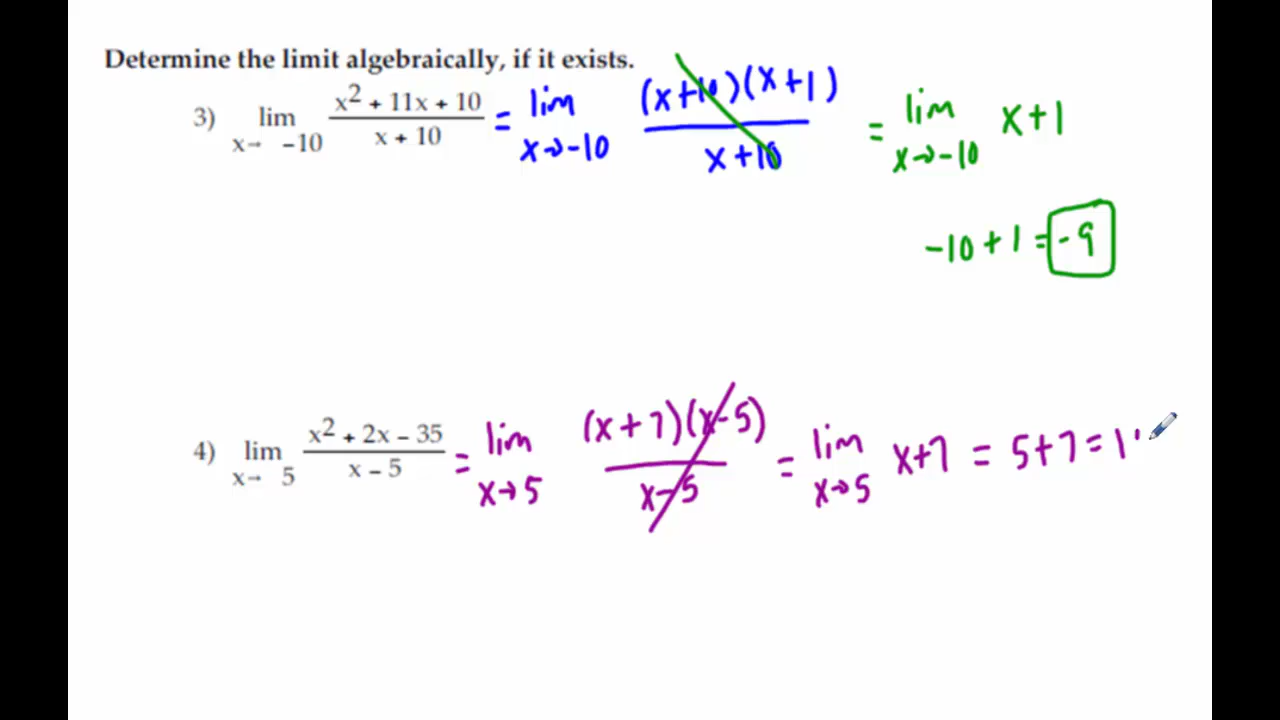 Determine the limit algebraically, if it exists.
3) lim x→ -10 (x² + 11x + 10)/(x + 10) = lim x→-10 (x+10)(x+1)/(x+10) = lim x→-10 x+1
-10+1=-9
4) lim x→ 5 (x² + 2x - 35)/(x - 5) = lim x→5 (x+7)(x-5)/(x-5) = lim x→5 x+7 = 5+7=1